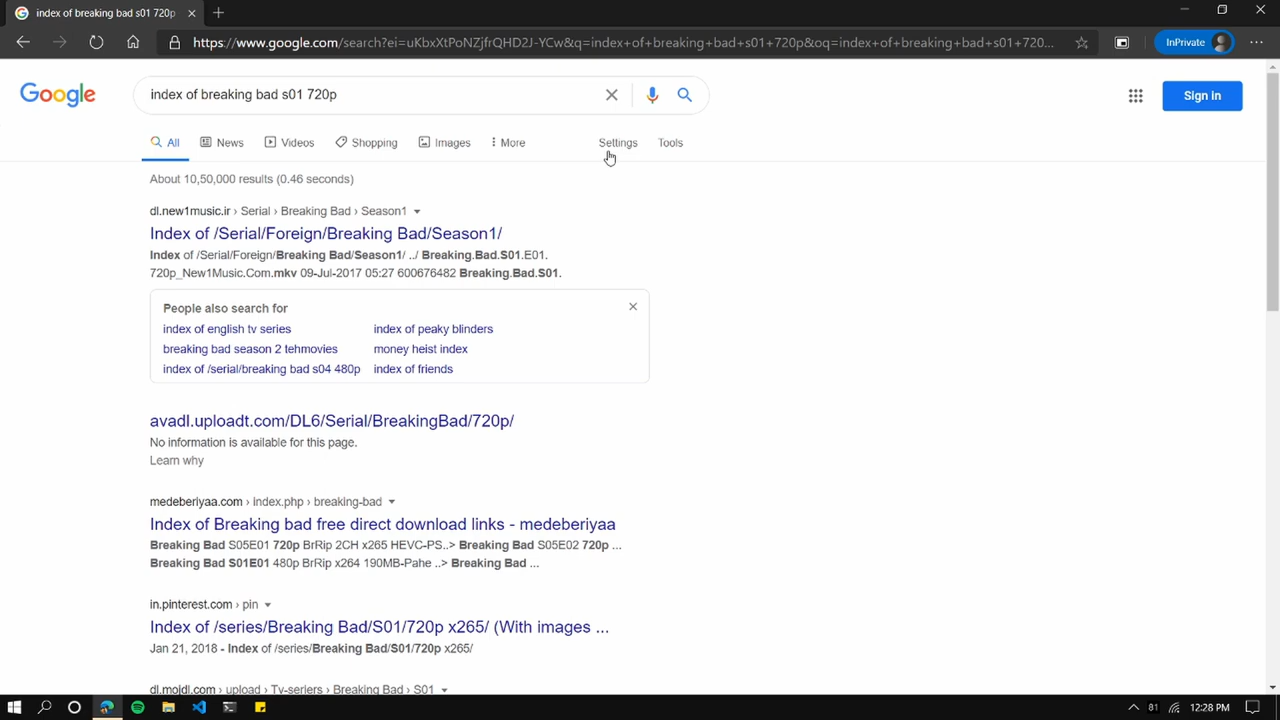 index of breaking bad s01 720p
https://www.google.com/search?ei=uKbxXtPoNZjfrQHD2J-YCw&q=index+of+breaking+bad+s01+720p&oq=index+of+breaking+bad+s01+720...
InPrivate
Google
index of breaking bad s01 720p
Sign in
All News Videos Shopping Images More Settings Tools
About 10,50,000 results (0.46 seconds)
dl.new1music.ir › Serial › Breaking Bad › Season1
Index of /Serial/Foreign/Breaking Bad/Season1/
Index of /Serial/Foreign/Breaking Bad/Season1/ ../ Breaking.Bad.S01.E01.
720p_New1Music.Com.mkv 09-Jul-2017 05:27 600676482 Breaking.Bad.S01.
People also search for
index of english tv series index of peaky blinders
breaking bad season 2 tehmovies money heist index
index of /serial/breaking bad s04 480p index of friends
avadl.uploadt.com/DL6/Serial/BreakingBad/720p/
No information is available for this page.
Learn why
medeberiyaa.com › index.php › breaking-bad
Index of Breaking bad free direct download links - medeberiyaa
Breaking Bad S05E01 720p BrRip 2CH x265 HEVC-PS..> Breaking Bad S05E02 720p ...
Breaking Bad S01E01 480p BrRip x264 190MB-Pahe ..> Breaking Bad ...
in.pinterest.com › pin
Index of /series/Breaking Bad/S01/720p x265/ (With images ...
Jan 21, 2018 - Index of /series/Breaking Bad/S01/720p x265/
dl.mojdl.com › upload › Tv-seriers › Breaking Bad › S01
81 12:28 PM